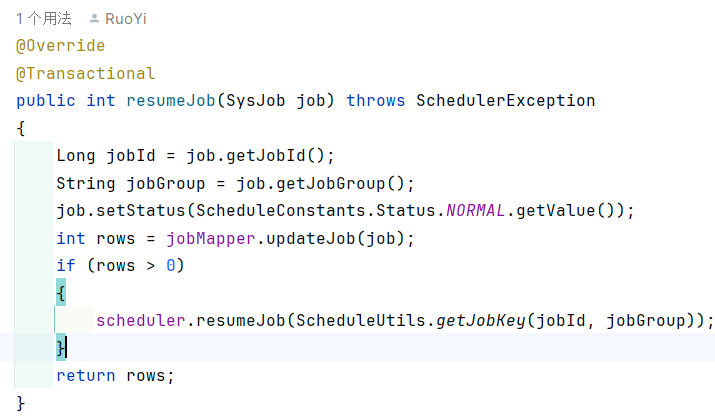 1 个用法 RuoYi
@Override
@Transactional
public int resumeJob(SysJob job) throws SchedulerException
{
    Long jobId = job.getJobId();
    String jobGroup = job.getJobGroup();
    job.setStatus(ScheduleConstants.Status.NORMAL.getValue());
    int rows = jobMapper.updateJob(job);
    if (rows > 0)
    {
        scheduler.resumeJob(ScheduleUtils.getJobKey(jobId, jobGroup));
    }
    return rows;
}